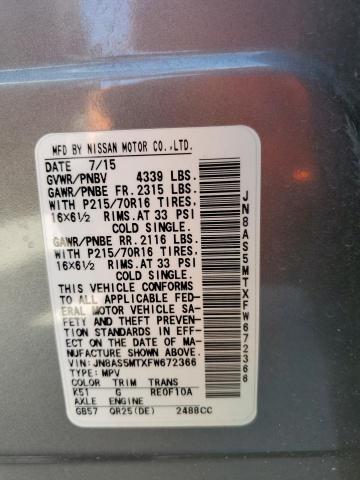 MFD BY NISSAN MOTOR CO.,LTD.
DATE 7/15
GVWR/PNBV 4339 LBS.
GAWR/PNBE FR. 2315 LBS.
WITH P215/70R16 TIRES
16X6½ RIMS.AT 33 PSI
COLD SINGLE.
GAWR/PNBE RR. 2116 LBS.
WITH P215/70R16 TIRES
16X6½ RIMS.AT 33 PSI
COLD SINGLE.
THIS VEHICLE CONFORMS
TO ALL APPLICABLE FED-
ERAL MOTOR VEHICLE SA-
FETY AND THEFT PREVEN-
TION STANDARDS IN EFF-
ECT ON THE DATE OF MA-
NUFACTURE SHOWN ABOVE.
VIN: JN8AS5MTXFW672366
TYPE: MPV
COLOR TRIM TRANS
K51 G RE0F10A
AXLE ENGINE
GB57 QR25(DE) 2488CC
JN8AS5MTXFW672366